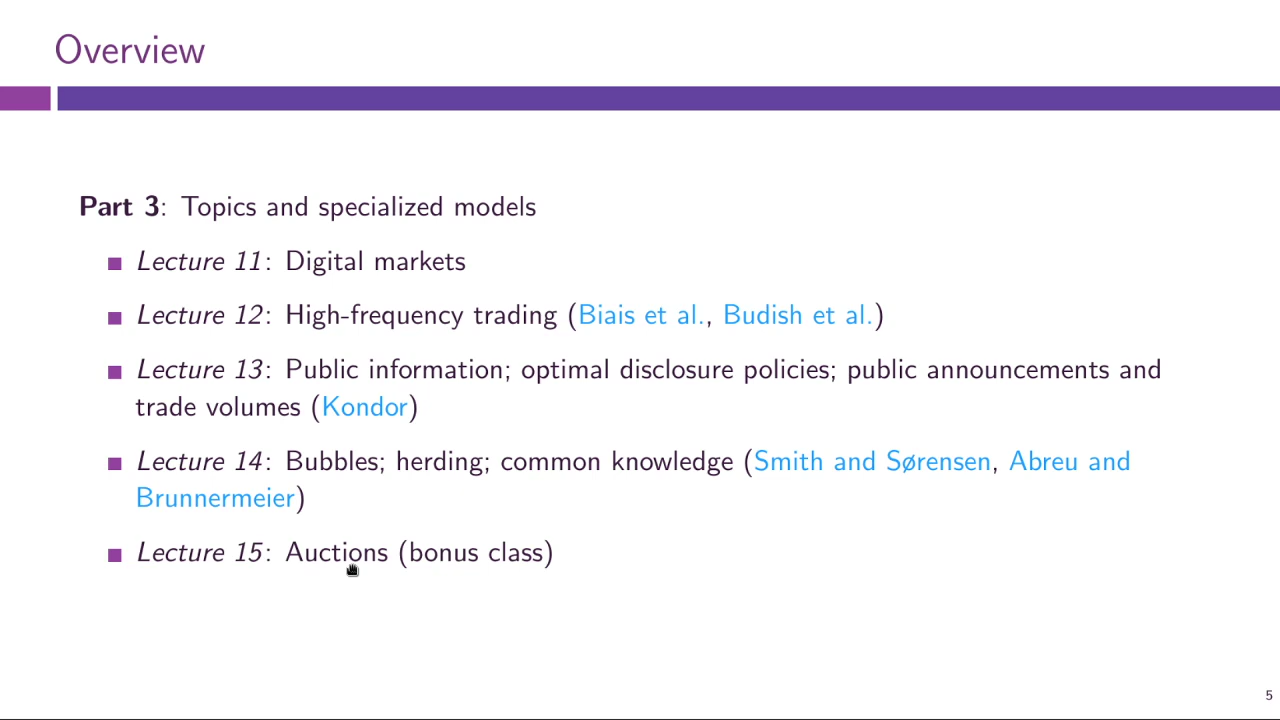 Overview
Part 3: Topics and specialized models
Lecture 11: Digital markets
Lecture 12: High-frequency trading (Biais et al., Budish et al.)
Lecture 13: Public information; optimal disclosure policies; public announcements and
trade volumes (Kondor)
Lecture 14: Bubbles; herding; common knowledge (Smith and Sørensen, Abreu and
Brunnermeier)
Lecture 15: Auctions (bonus class)
5